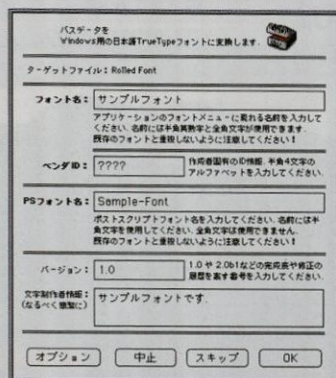 パスデータを
Windows用の日本語TrueTypeフォントに変換します.
ターゲットファイル：Rolled Font
フォント名： サンプルフォント
アプリケーションのフォントメニューに載れる名前を入力して
ください. 名前には半角英数字と全角文字が使用できます.
既存のフォントと重複しないように注意してください！
ベンダID： ????
作成者固有のID情報. 半角4文字の
アルファベットを入力してください.
PSフォント名： Sample-Font
ポストスクリプトフォント名を入力してください. 名前には半
角文字を使用してください. 全角文字は使用できません.
既存のフォントと重複しないように注意してください！
バージョン： 1.0
1.0 や 2.0b1などの完成度や修正の
履歴を表す番号を入力してください.
文字制作者情報：
(なるべく簡潔に)
サンプルフォントです.
オプション 中止 スキップ OK